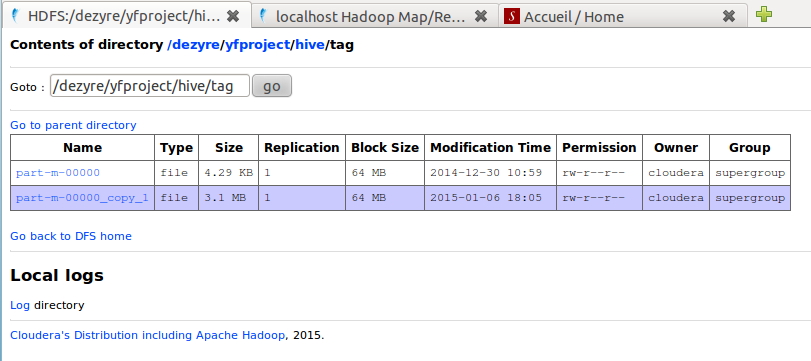 HDFS:/dezyre/yfproject/hi... localhost Hadoop Map/Re... Accueil / Home
Contents of directory /dezyre/yfproject/hive/tag
Goto : /dezyre/yfproject/hive/tag go
Go to parent directory
Name Type Size Replication Block Size Modification Time Permission Owner Group
part-m-00000 file 4.29 KB 1 64 MB 2014-12-30 10:59 rw-r--r-- cloudera supergroup
part-m-00000_copy_1 file 3.1 MB 1 64 MB 2015-01-06 18:05 rw-r--r-- cloudera supergroup
Go back to DFS home
Local logs
Log directory
Cloudera's Distribution including Apache Hadoop, 2015.